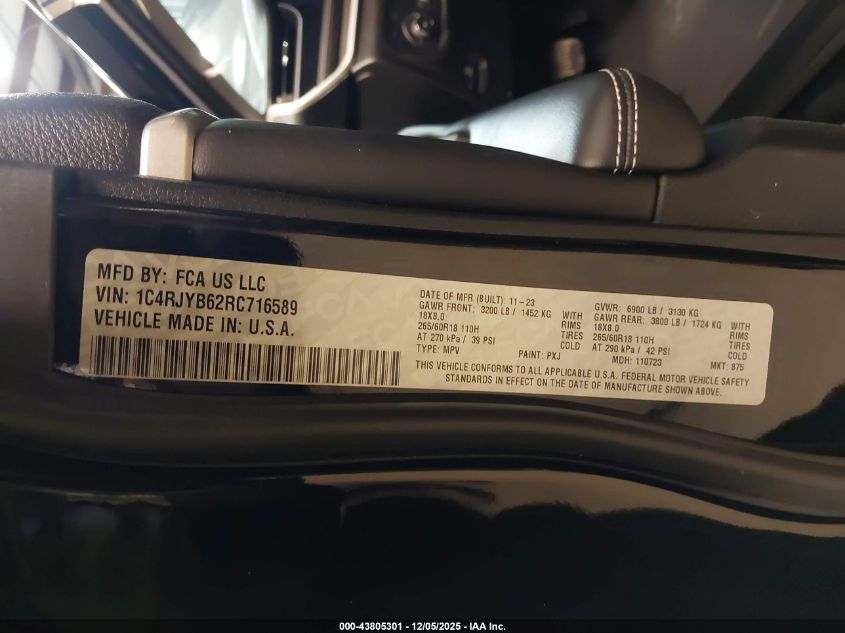 MFD BY: FCA US LLC
VIN: 1C4RJYB62RC716589
VEHICLE MADE IN: U.S.A.
DATE OF MFR (BUILT): 11-23
GAWR FRONT: 3200 LB / 1452 KG WITH
18X8.0 RIMS
265/60R18 110H TIRES
AT 270 kPa / 39 PSI COLD
TYPE: MPV PAINT: PXJ
GVWR: 6900 LB / 3130 KG
GAWR REAR: 3800 LB / 1724 KG WITH
18X8.0 RIMS
265/60R18 110H TIRES
AT 290 kPa / 42 PSI COLD
MDH: 110723 MKT: 875
THIS VEHICLE CONFORMS TO ALL APPLICABLE U.S.A. FEDERAL MOTOR VEHICLE SAFETY
STANDARDS IN EFFECT ON THE DATE OF MANUFACTURE SHOWN ABOVE.
000-43805301 - 12/05/2025 - IAA Inc.